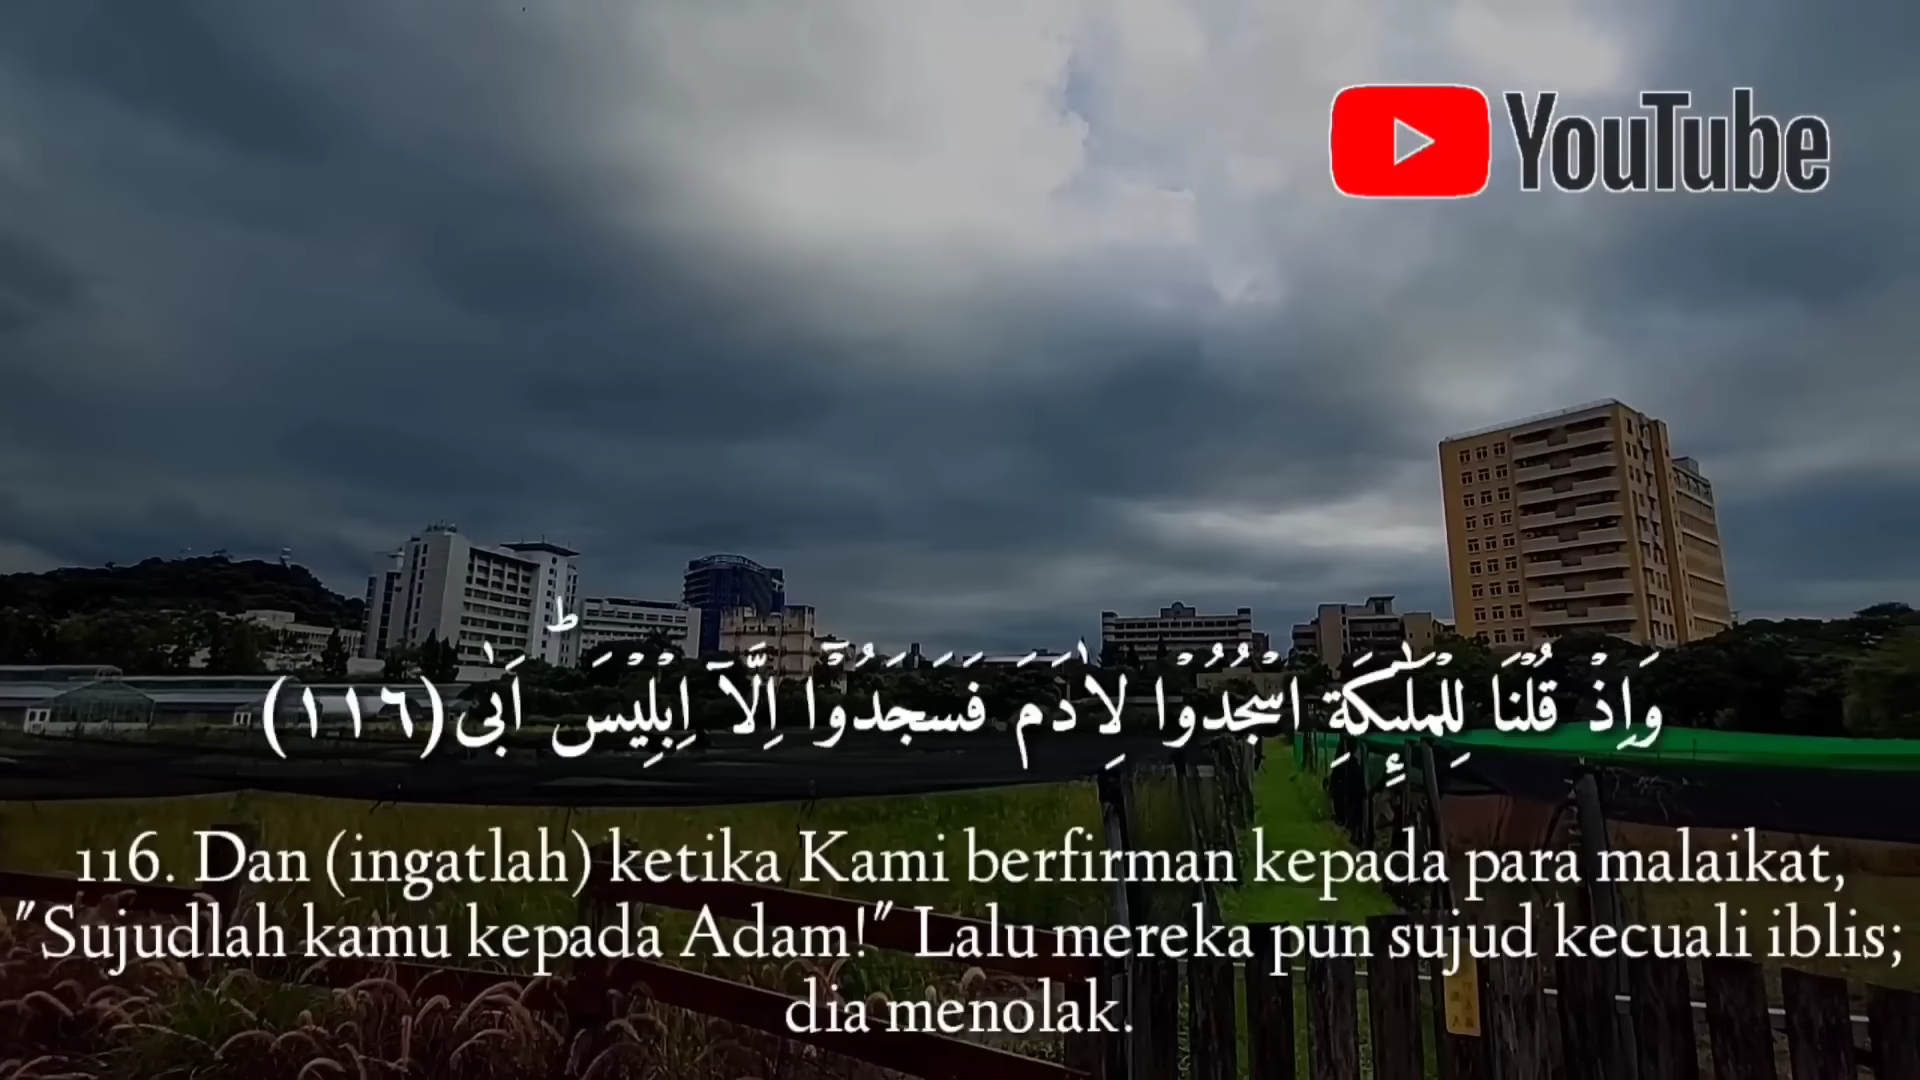 YouTube
وَاِذْ قُلْنَا لِلْمَلٰۤىِٕكَةِ اسْجُدُوْا لِاٰدَمَ فَسَجَدُوْٓا اِلَّآ اِبْلِيْسَ ۗ اَبٰى (١١٦)
116. Dan (ingatlah) ketika Kami berfirman kepada para malaikat,
"Sujudlah kamu kepada Adam!" Lalu mereka pun sujud kecuali iblis;
dia menolak.